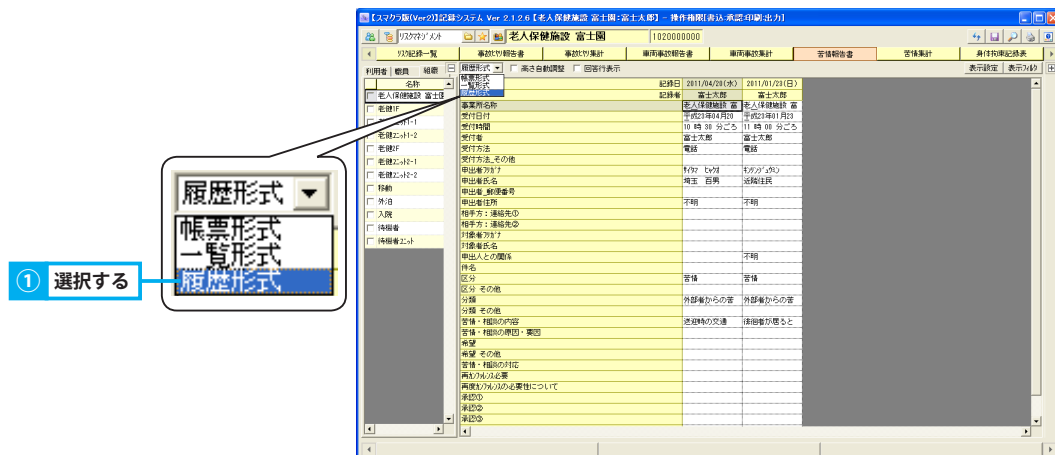 【スマクラ版(Ver2)】記録システム Ver 2.1.2.6【老人保健施設 富士園:富士太郎】 - 操作権限[書込:承認:印刷:出力]
リスクマネジメント 老人保健施設 富士園 1020000000
リスク記録一覧 事故ヒヤリ報告書 事故ヒヤリ集計 車両事故報告書 車両事故集計 苦情報告書 苦情集計 身体拘束記録表
利用者 職員 組織 履歴形式 高さ自動調整 回答行表示 表示設定 表示フィルタ
帳票形式
一覧形式
履歴形式
名称
老人保健施設 富士園
老健1F
老健ユニット1-2
老健2F
老健ユニット2-1
老健ユニット2-2
移動
外泊
入院
待機者
待機者ユニット
記録日 2011/04/20(水) 2011/01/23(日)
記録者 富士太郎 富士太郎
事業所名称 老人保健施設 富 老人保健施設 富
受付日付 平成23年04月20 平成23年01月23
受付時間 10 時 30 分ごろ 11 時 00 分ごろ
受付者 富士太郎 富士太郎
受付方法 電話 電話
受付方法_その他
申出者フリガナ ｻｲﾀﾏ ﾋｬｸｵ ｷﾝﾘﾝｼﾞｭｳﾐﾝ
申出者氏名 埼玉 百男 近隣住民
申出者_郵便番号
申出者住所 不明 不明
相手方：連絡先①
相手方：連絡先②
対象者フリガナ
対象者氏名
申出人との関係 不明
件名
区分 苦情 苦情
区分 その他
分類 外部者からの苦 外部者からの苦
分類 その他
苦情・相談の内容 送迎時の交通 徘徊者が居ると
苦情・相談の原因・要因
希望
希望 その他
苦情・相談の対応
再カンファレンス必要
再度カンファレンスの必要性について
承認①
承認②
承認③
履歴形式
帳票形式
一覧形式
履歴形式
① 選択する